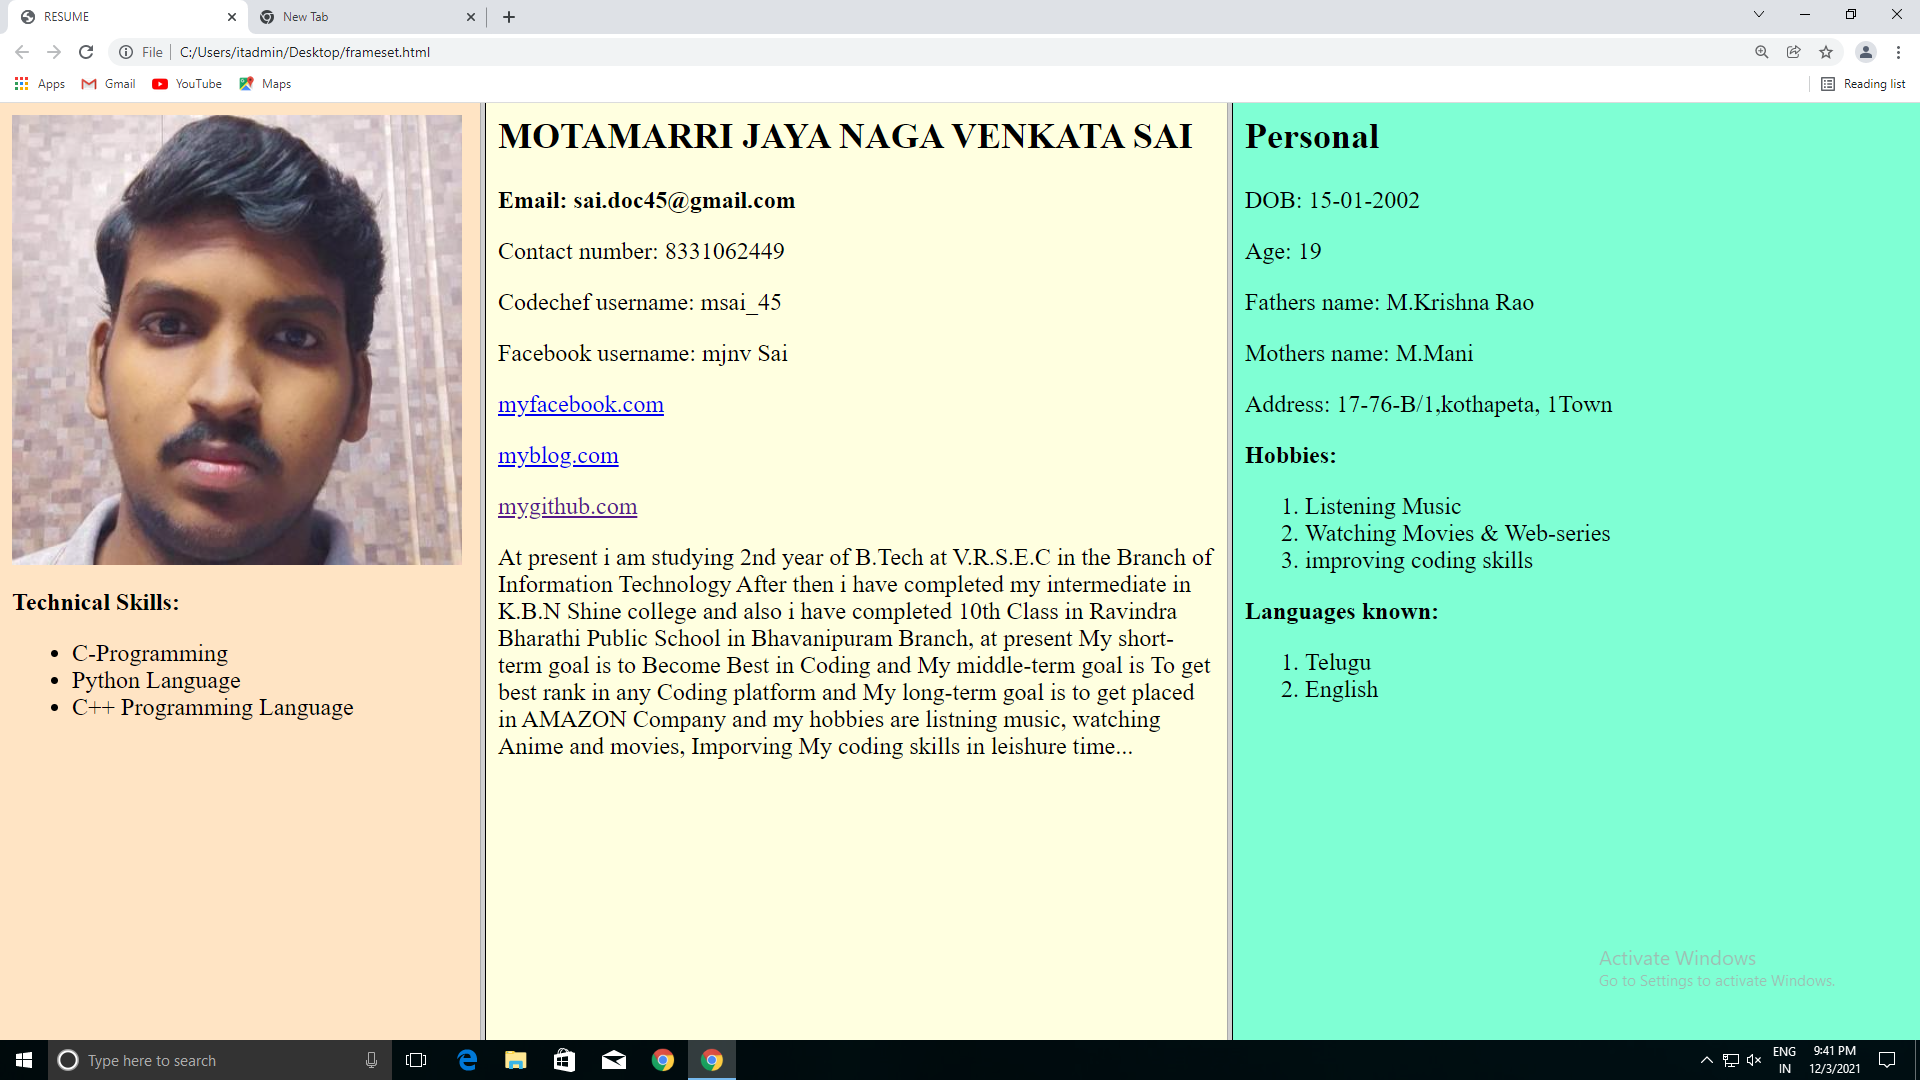 RESUME
New Tab
File
C:/Users/itadmin/Desktop/frameset.html
Apps
Gmail
YouTube
Maps
Reading list
Technical Skills:
C-Programming
Python Language
C++ Programming Language
MOTAMARRI JAYA NAGA VENKATA SAI
Email: sai.doc45@gmail.com
Contact number: 8331062449
Codechef username: msai_45
Facebook username: mjnv Sai
myfacebook.com
myblog.com
mygithub.com
At present i am studying 2nd year of B.Tech at V.R.S.E.C in the Branch of
Information Technology After then i have completed my intermediate in
K.B.N Shine college and also i have completed 10th Class in Ravindra
Bharathi Public School in Bhavanipuram Branch, at present My short-
term goal is to Become Best in Coding and My middle-term goal is To get
best rank in any Coding platform and My long-term goal is to get placed
in AMAZON Company and my hobbies are listning music, watching
Anime and movies, Imporving My coding skills in leishure time...
Personal
DOB: 15-01-2002
Age: 19
Fathers name: M.Krishna Rao
Mothers name: M.Mani
Address: 17-76-B/1,kothapeta, 1Town
Hobbies:
1. Listening Music
2. Watching Movies & Web-series
3. improving coding skills
Languages known:
1. Telugu
2. English
Activate Windows
Go to Settings to activate Windows.
Type here to search
ENG
IN
9:41 PM
12/3/2021